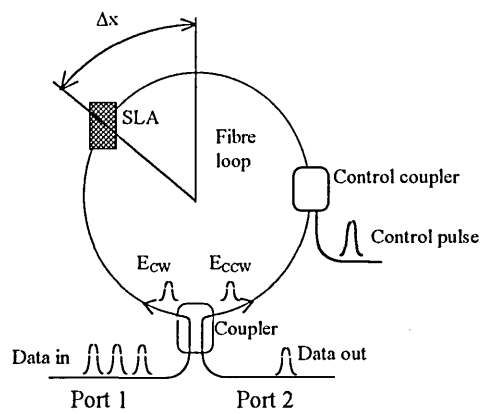 Δx
SLA
Fibre
loop
Control coupler
Control pulse
E_CW
E_CCW
Coupler
Data in
Data out
Port 1
Port 2